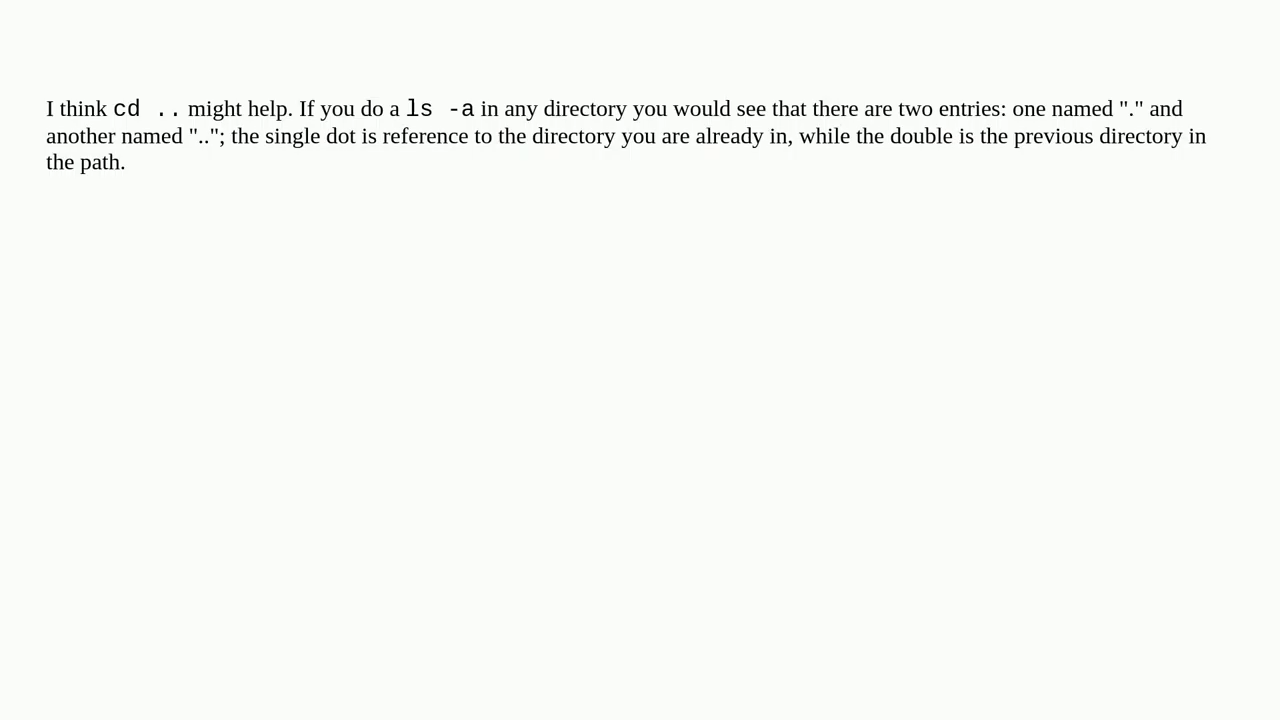 I think cd .. might help. If you do a ls -a in any directory you would see that there are two entries: one named "." and
another named ".."; the single dot is reference to the directory you are already in, while the double is the previous directory in
the path.